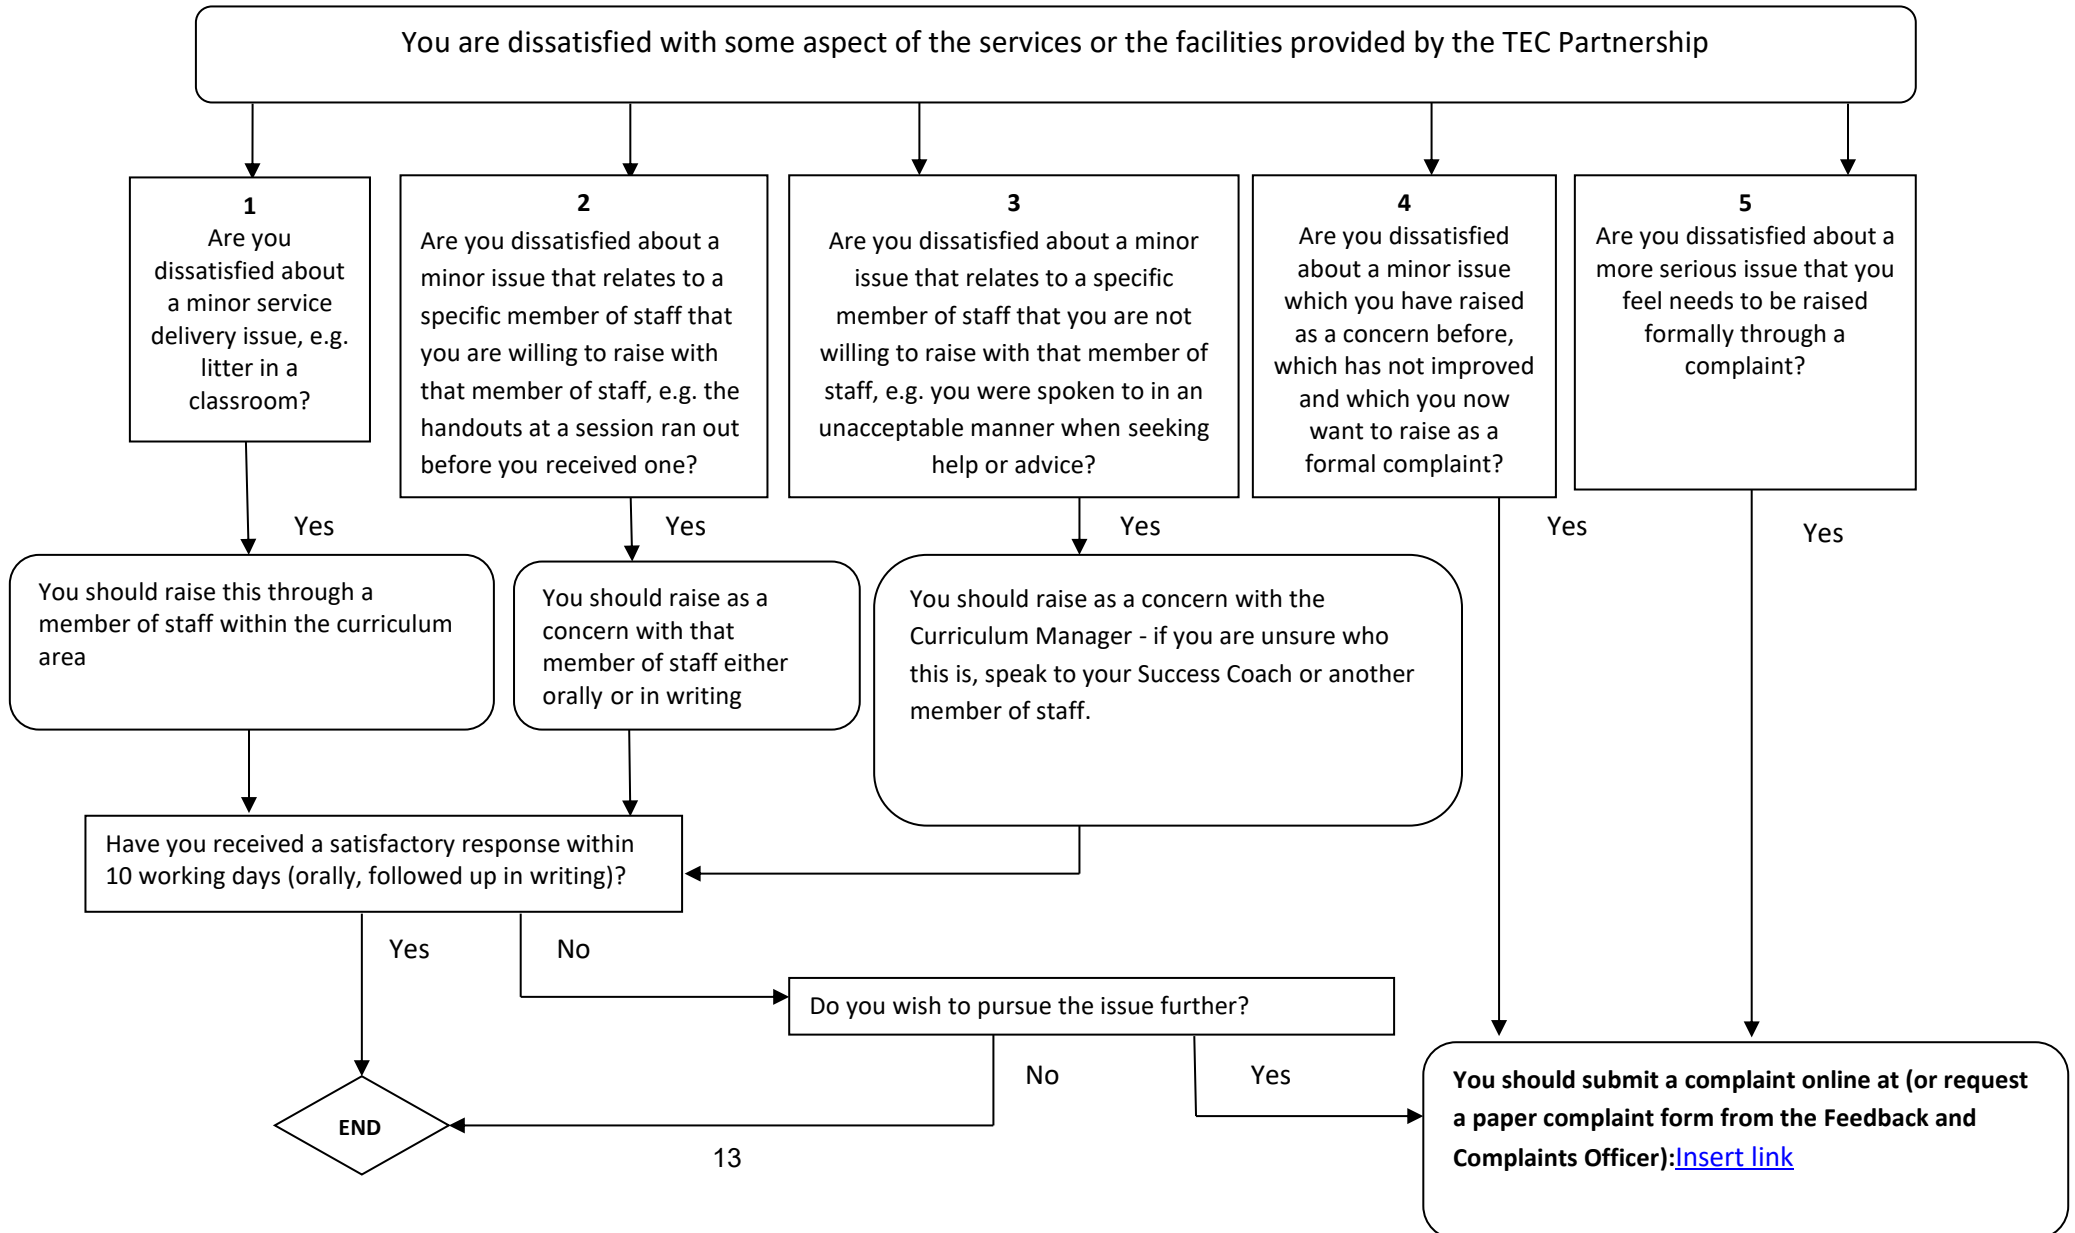 You are dissatisfied with some aspect of the services or the facilities provided by the TEC Partnership
1
Are you
dissatisfied about
a minor service
delivery issue, e.g.
litter in a
classroom?
2
Are you dissatisfied about a
minor issue that relates to a
specific member of staff that
you are willing to raise with
that member of staff, e.g. the
handouts at a session ran out
before you received one?
3
Are you dissatisfied about a minor
issue that relates to a specific
member of staff that you are not
willing to raise with that member of
staff, e.g. you were spoken to in an
unacceptable manner when seeking
help or advice?
4
Are you dissatisfied
about a minor issue
which you have raised
as a concern before,
which has not improved
and which you now
want to raise as a
formal complaint?
5
Are you dissatisfied about a
more serious issue that you
feel needs to be raised
formally through a
complaint?
Yes
Yes
Yes
Yes
Yes
You should raise this through a
member of staff within the curriculum
area
You should raise as a
concern with that
member of staff either
orally or in writing
You should raise as a concern with the
Curriculum Manager - if you are unsure who
this is, speak to your Success Coach or another
member of staff.
Have you received a satisfactory response within
10 working days (orally, followed up in writing)?
Yes
No
Do you wish to pursue the issue further?
No
Yes
END
You should submit a complaint online at (or request
a paper complaint form from the Feedback and
Complaints Officer):Insert link
13